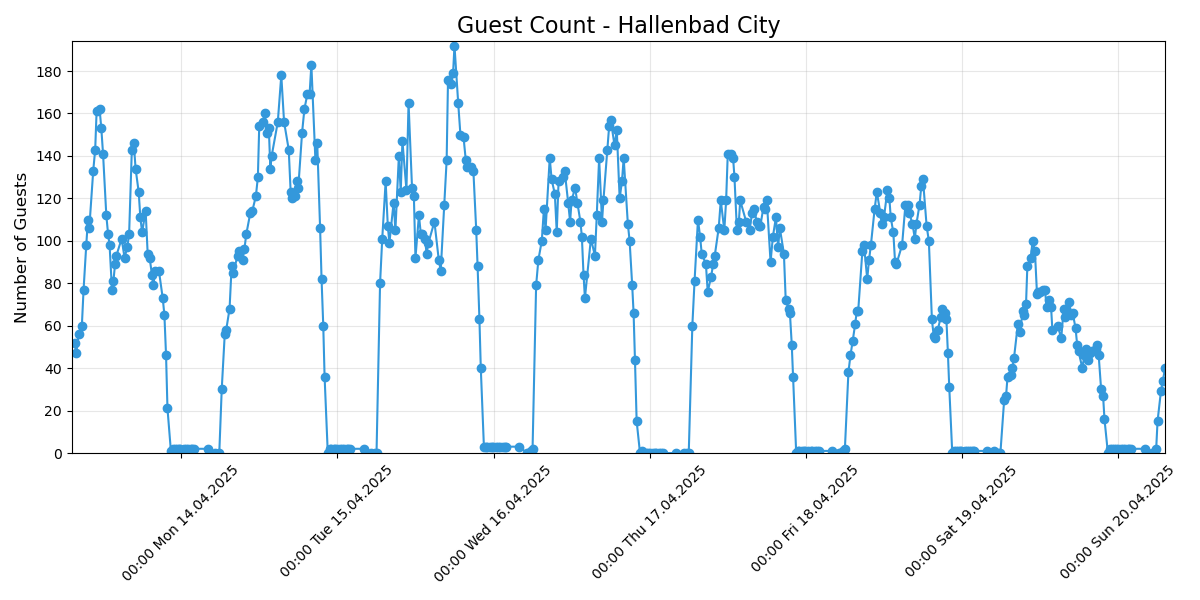 Guest Count - Hallenbad City
Number of Guests
180
160
140
120
100
80
60
40
20
0
00:00 Mon 14.04.2025
00:00 Tue 15.04.2025
00:00 Wed 16.04.2025
00:00 Thu 17.04.2025
00:00 Fri 18.04.2025
00:00 Sat 19.04.2025
00:00 Sun 20.04.2025